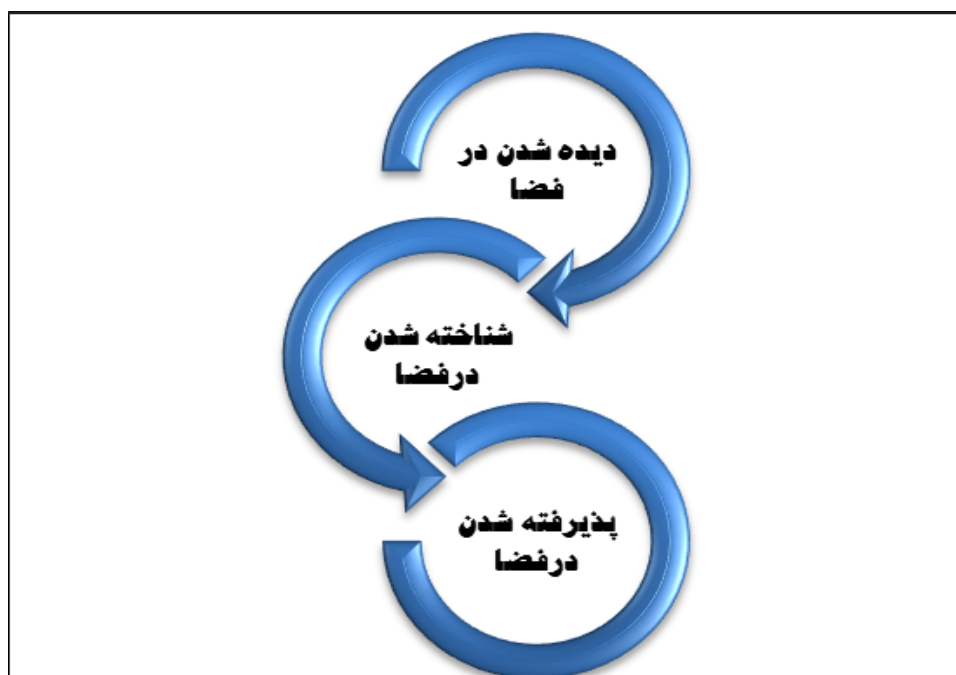 دیده شدن در
فضا
شناخته شدن
درفضا
پذیرفته شدن
درفضا